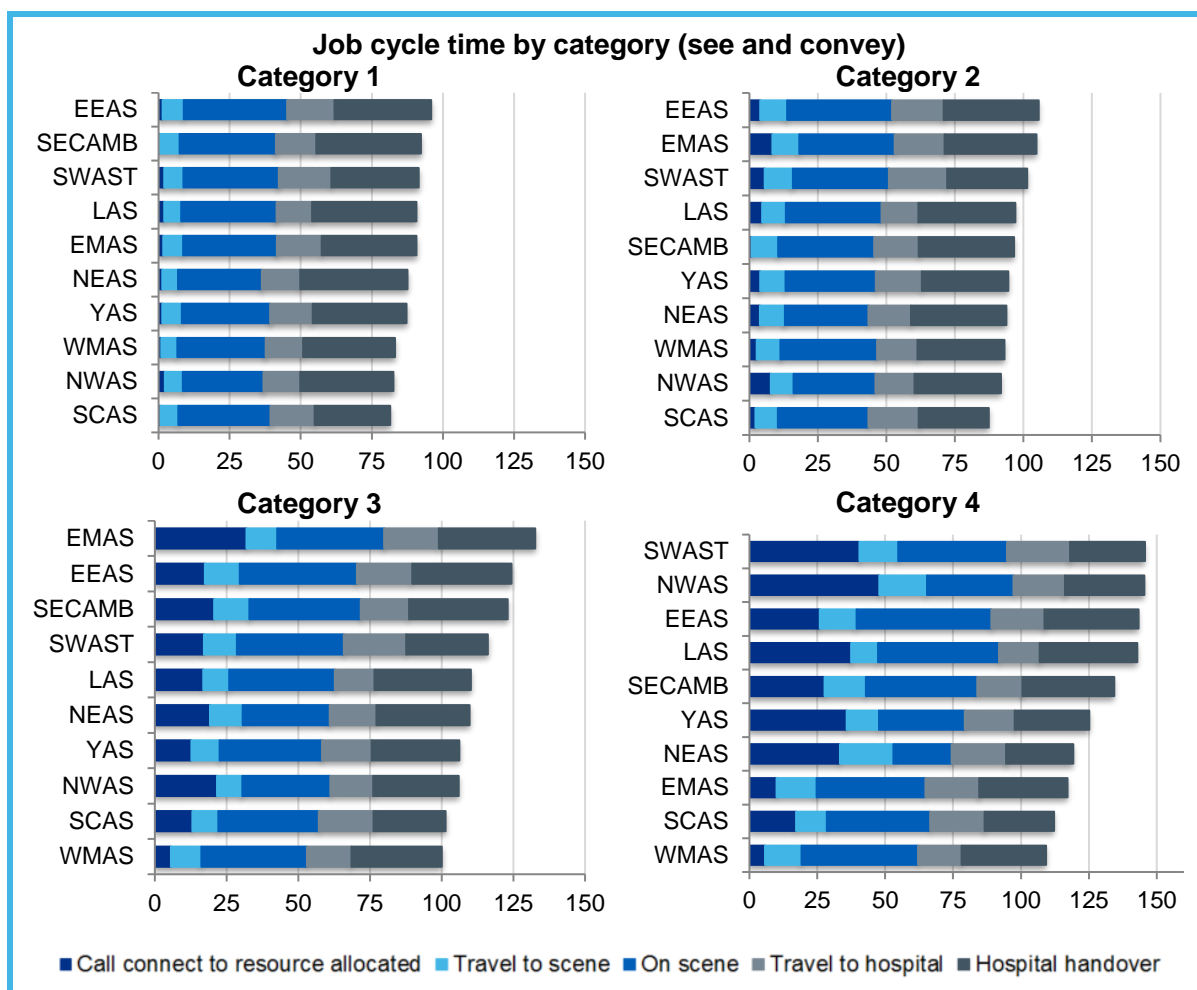 Job cycle time by category (see and convey)
Category 1
EEAS
SECAMB
SWAST
LAS
EMAS
NEAS
YAS
WMAS
NWAS
SCAS
0 25 50 75 100 125 150
Category 2
EEAS
EMAS
SWAST
LAS
SECAMB
YAS
NEAS
WMAS
NWAS
SCAS
0 25 50 75 100 125 150
Category 3
EMAS
EEAS
SECAMB
SWAST
LAS
NEAS
YAS
NWAS
SCAS
WMAS
0 25 50 75 100 125 150
Category 4
SWAST
NWAS
EEAS
LAS
SECAMB
YAS
NEAS
EMAS
SCAS
WMAS
0 25 50 75 100 125 150
Call connect to resource allocated Travel to scene On scene Travel to hospital Hospital handover